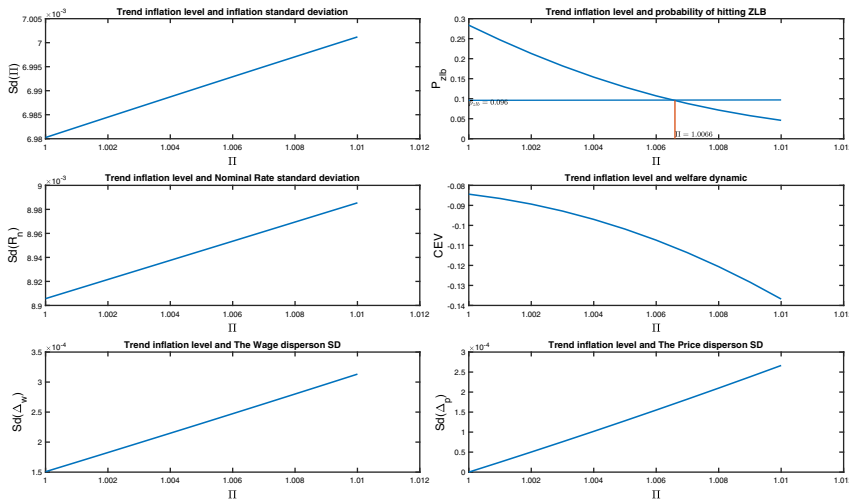 Trend inflation level and inflation standard deviation
×10⁻³
7.005
7
6.995
6.99
6.985
6.98
Sd(Π)
1 1.002 1.004 1.006 1.008 1.01 1.012
Π
Trend inflation level and probability of hitting ZLB
0.3
0.25
0.2
0.15
0.1
0.05
0
P_zlb
p_zlb = 0.096
Π = 1.0066
1 1.002 1.004 1.006 1.008 1.01 1.012
Π
Trend inflation level and Nominal Rate standard deviation
×10⁻³
9
8.98
8.96
8.94
8.92
8.9
Sd(R_n)
1 1.002 1.004 1.006 1.008 1.01 1.012
Π
Trend inflation level and welfare dynamic
-0.08
-0.09
-0.1
-0.11
-0.12
-0.13
-0.14
CEV
1 1.002 1.004 1.006 1.008 1.01 1.012
Π
Trend inflation level and The Wage disperson SD
×10⁻⁴
3.5
3
2.5
2
1.5
Sd(Δ_w)
1 1.002 1.004 1.006 1.008 1.01 1.012
Π
Trend inflation level and The Price disperson SD
×10⁻⁴
3
2.5
2
1.5
1
0.5
0
Sd(Δ_p)
1 1.002 1.004 1.006 1.008 1.01 1.012
Π